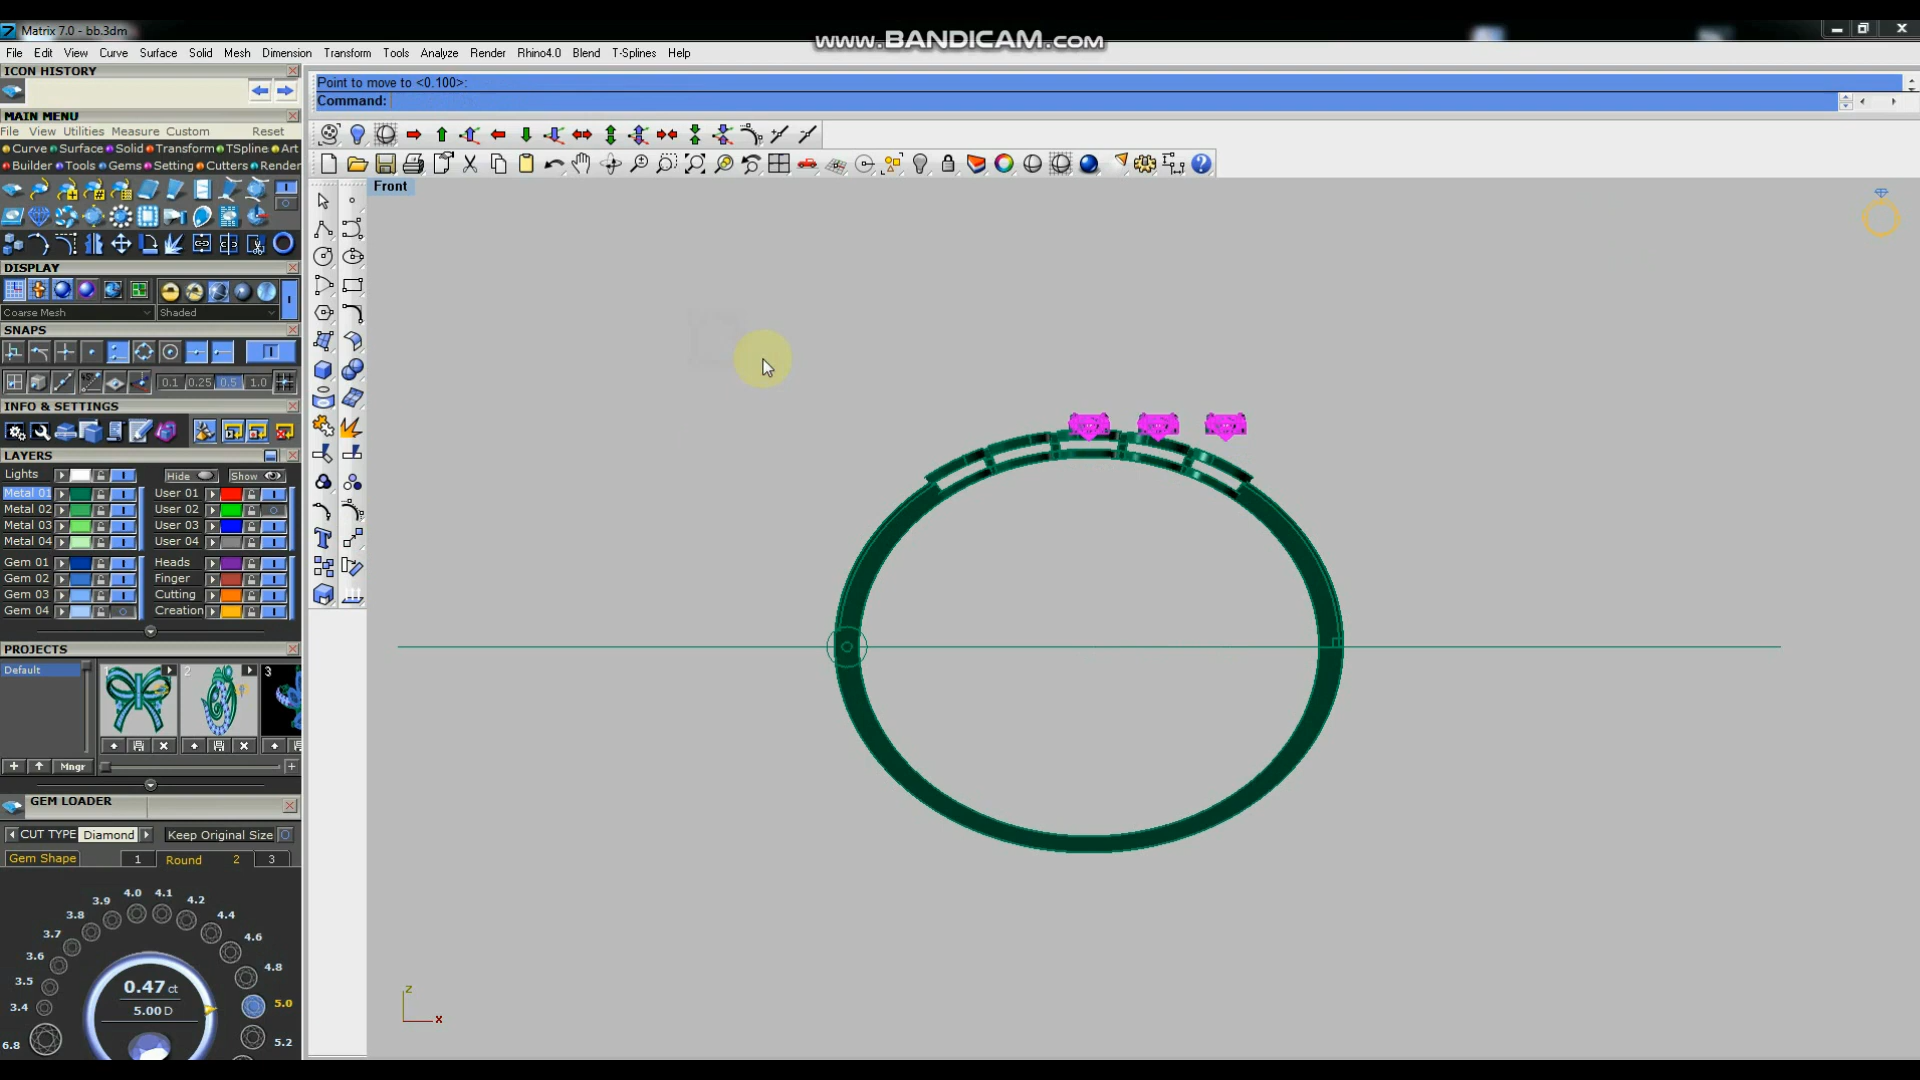 Matrix 7.0 - bb.3dm
www.BANDICAM.com
File Edit View Curve Surface Solid Mesh Dimension Transform Tools Analyze Render Rhino4.0 Blend T-Splines Help
ICON HISTORY
Point to move to <0.100>:
Command:
MAIN MENU
File View Utilities Measure Custom Reset
Curve Surface Solid Transform TSpline Art
Builder Tools Gems Setting Cutters Render
Front
DISPLAY
Coarse Mesh Shaded
SNAPS
0.1 0.25 0.5 1.0
INFO & SETTINGS
LAYERS
Lights Hide Show
Metal 01 User 01
Metal 02 User 02
Metal 03 User 03
Metal 04 User 04
Gem 01 Heads
Gem 02 Finger
Gem 03 Cutting
Gem 04 Creation
PROJECTS
Default 1 2 3
Mngr
GEM LOADER
CUT TYPE Diamond Keep Original Size
Gem Shape 1 Round 2 3
4.0 4.1
3.9 4.2
3.8 4.4
3.7 4.6
3.6 4.8
3.5
3.4 0.47 ct 5.0
5.00 D
6.8 5.2
z
x